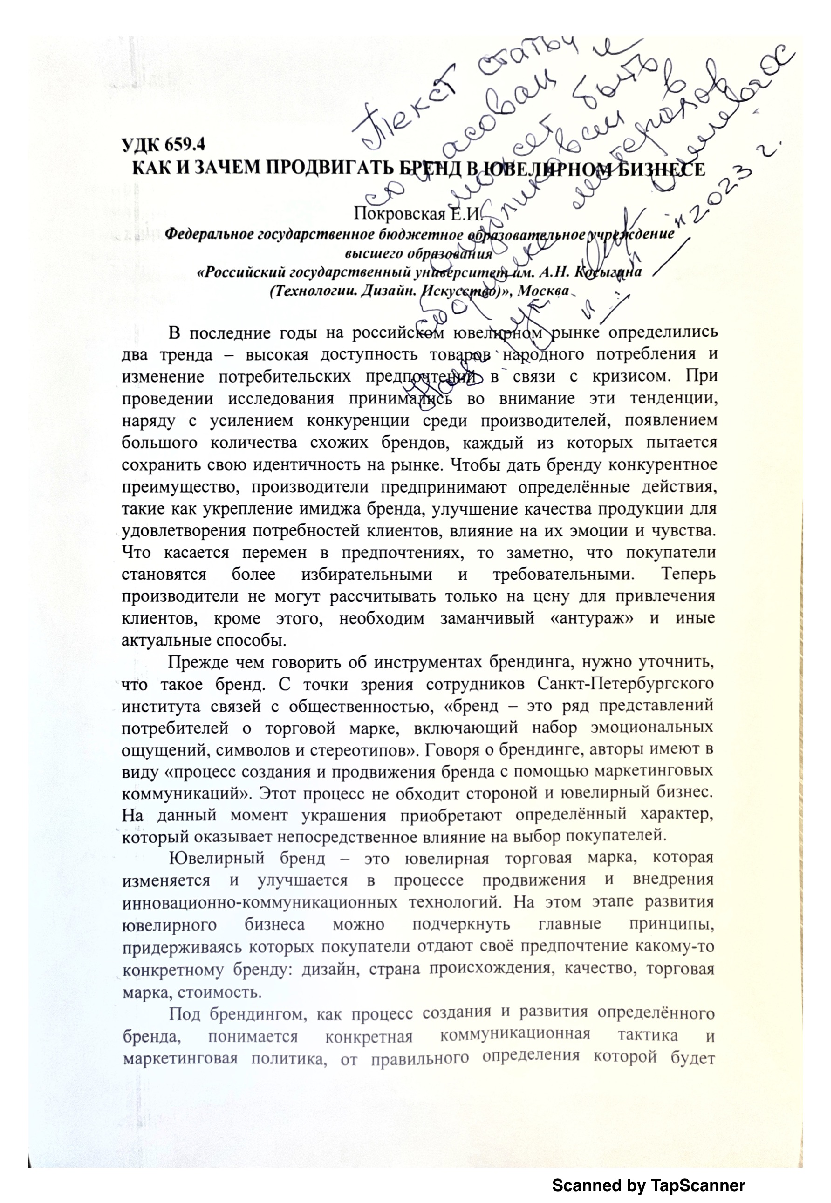 Текст статьи
согласован и
может быть
опубликован в
сборнике материалов
Науч. рук.
2023 г.
УДК 659.4
КАК И ЗАЧЕМ ПРОДВИГАТЬ БРЕНД В ЮВЕЛИРНОМ БИЗНЕСЕ
Покровская Е.И.
Федеральное государственное бюджетное образовательное учреждение
высшего образования
«Российский государственный университет им. А.Н. Косыгина
(Технологии. Дизайн. Искусство)», Москва
В последние годы на российском ювелирном рынке определились
два тренда – высокая доступность товаров народного потребления и
изменение потребительских предпочтений в связи с кризисом. При
проведении исследования принимались во внимание эти тенденции,
наряду с усилением конкуренции среди производителей, появлением
большого количества схожих брендов, каждый из которых пытается
сохранить свою идентичность на рынке. Чтобы дать бренду конкурентное
преимущество, производители предпринимают определённые действия,
такие как укрепление имиджа бренда, улучшение качества продукции для
удовлетворения потребностей клиентов, влияние на их эмоции и чувства.
Что касается перемен в предпочтениях, то заметно, что покупатели
становятся более избирательными и требовательными. Теперь
производители не могут рассчитывать только на цену для привлечения
клиентов, кроме этого, необходим заманчивый «антураж» и иные
актуальные способы.
Прежде чем говорить об инструментах брендинга, нужно уточнить,
что такое бренд. С точки зрения сотрудников Санкт-Петербургского
института связей с общественностью, «бренд – это ряд представлений
потребителей о торговой марке, включающий набор эмоциональных
ощущений, символов и стереотипов». Говоря о брендинге, авторы имеют в
виду «процесс создания и продвижения бренда с помощью маркетинговых
коммуникаций». Этот процесс не обходит стороной и ювелирный бизнес.
На данный момент украшения приобретают определённый характер,
который оказывает непосредственное влияние на выбор покупателей.
Ювелирный бренд – это ювелирная торговая марка, которая
изменяется и улучшается в процессе продвижения и внедрения
инновационно-коммуникационных технологий. На этом этапе развития
ювелирного бизнеса можно подчеркнуть главные принципы,
придерживаясь которых покупатели отдают своё предпочтение какому-то
конкретному бренду: дизайн, страна происхождения, качество, торговая
марка, стоимость.
Под брендингом, как процесс создания и развития определённого
бренда, понимается конкретная коммуникационная тактика и
маркетинговая политика, от правильного определения которой будет
Scanned by TapScanner